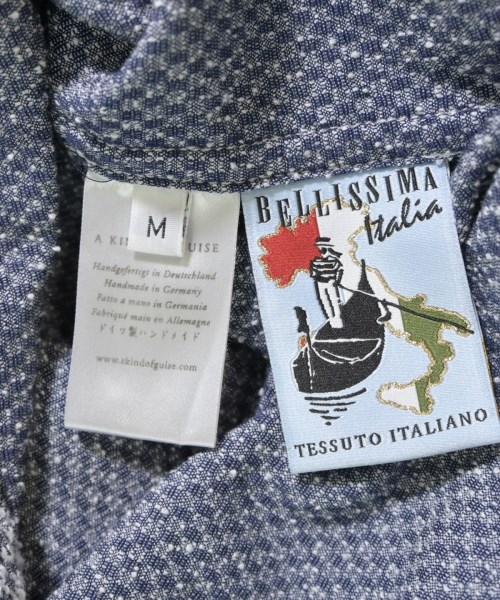 M
A KIND OF GUISE
Handgefertigt in Deutschland
Handmade in Germany
Fatto a mano in Germania
Fabriqué main en Allemagne
ドイツ製ハンドメイド
www.akindofguise.com
BELLISSIMA
Italia
TESSUTO ITALIANO